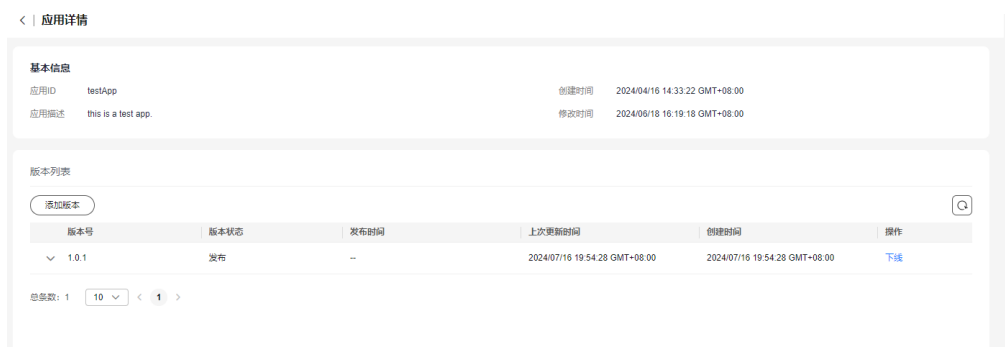 应用详情
基本信息
应用ID testApp 创建时间 2024/04/16 14:33:22 GMT+08:00
应用描述 this is a test app. 修改时间 2024/06/18 16:19:18 GMT+08:00
版本列表
添加版本
版本号 版本状态 发布时间 上次更新时间 创建时间 操作
1.0.1 发布 -- 2024/07/16 19:54:28 GMT+08:00 2024/07/16 19:54:28 GMT+08:00 下线
总条数: 1 10 < 1 >